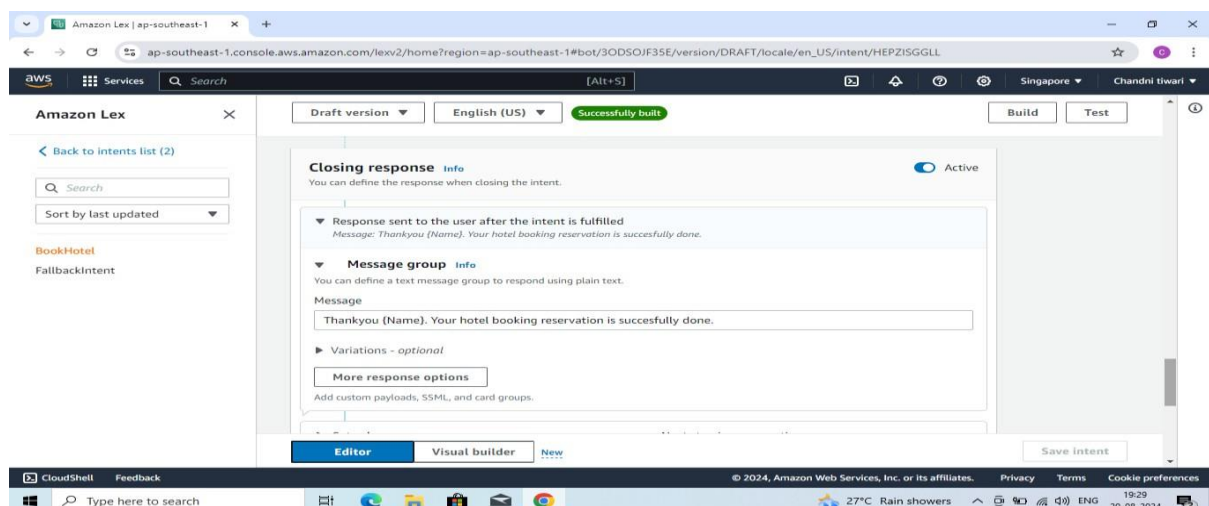 Amazon Lex | ap-southeast-1
ap-southeast-1.console.aws.amazon.com/lexv2/home?region=ap-southeast-1#bot/3ODSOJF35E/version/DRAFT/locale/en_US/intent/HEPZISGGLL
C
aws Services Search [Alt+S] Singapore Chandni tiwari
Amazon Lex
Draft version English (US) Successfully built Build Test
Back to intents list (2)
Search
Sort by last updated
BookHotel
FallbackIntent
Closing response Info Active
You can define the response when closing the intent.
Response sent to the user after the intent is fulfilled
Message: Thankyou {Name}. Your hotel booking reservation is succesfully done.
Message group Info
You can define a text message group to respond using plain text.
Message
Thankyou {Name}. Your hotel booking reservation is succesfully done.
Variations - optional
More response options
Add custom payloads, SSML, and card groups.
Editor Visual builder New Save intent
CloudShell Feedback © 2024, Amazon Web Services, Inc. or its affiliates. Privacy Terms Cookie preferences
Type here to search 27°C Rain showers ENG 19:29